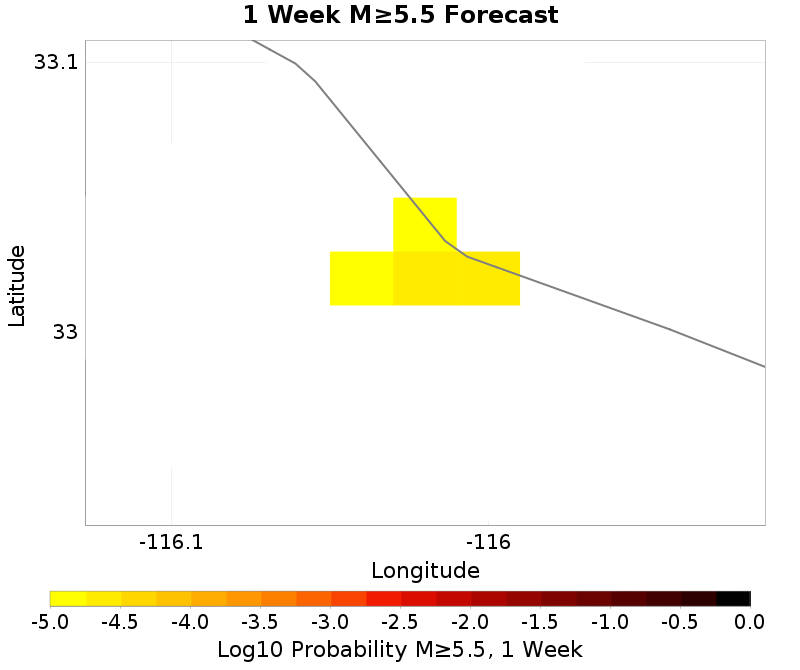 1 Week M≥5.5 Forecast
33.1
33
Latitude
-116.1 -116
Longitude
-5.0 -4.5 -4.0 -3.5 -3.0 -2.5 -2.0 -1.5 -1.0 -0.5 0.0
Log10 Probability M≥5.5, 1 Week